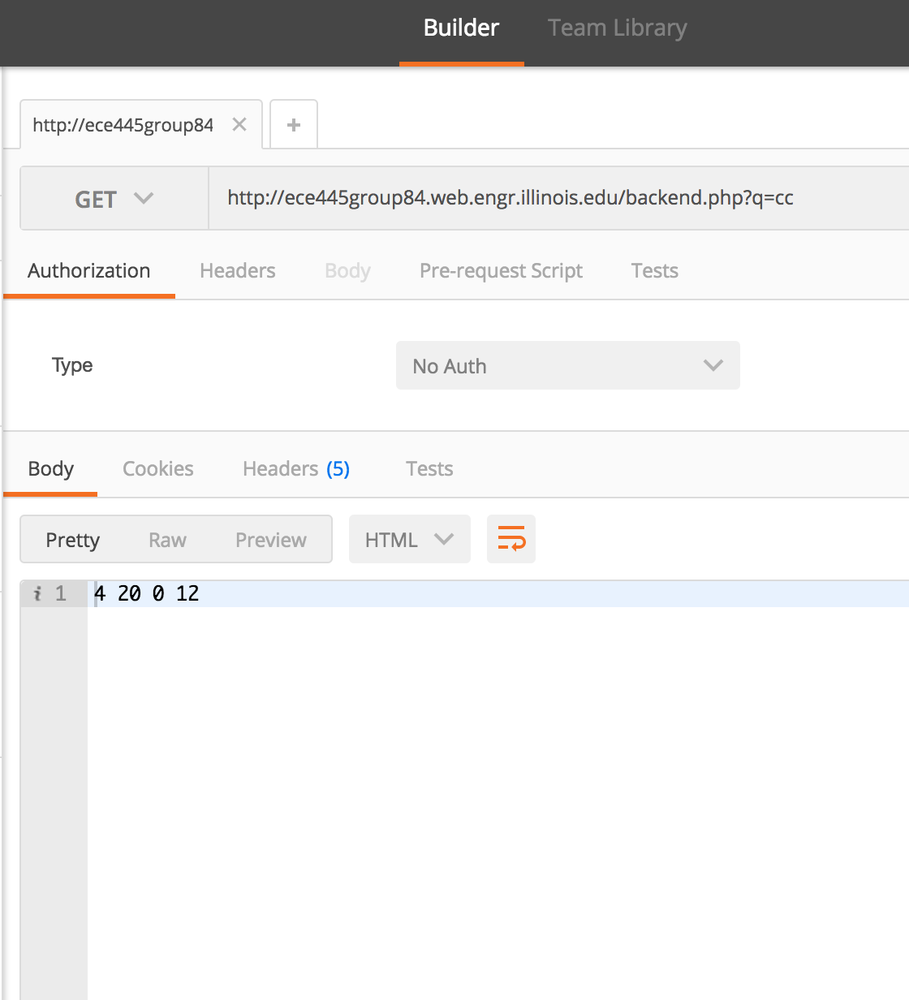 Builder Team Library
http://ece445group84
GET http://ece445group84.web.engr.illinois.edu/backend.php?q=cc
Authorization Headers Body Pre-request Script Tests
Type No Auth
Body Cookies Headers (5) Tests
Pretty Raw Preview HTML
i 1 4 20 0 12